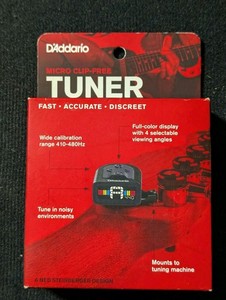 D'Addario
MICRO CLIP-FREE
TUNER
FAST • ACCURATE • DISCREET
Wide calibration
range 410-480Hz
Full-color display
with 4 selectable
viewing angles
Tune in noisy
environments
Mounts to
tuning machine